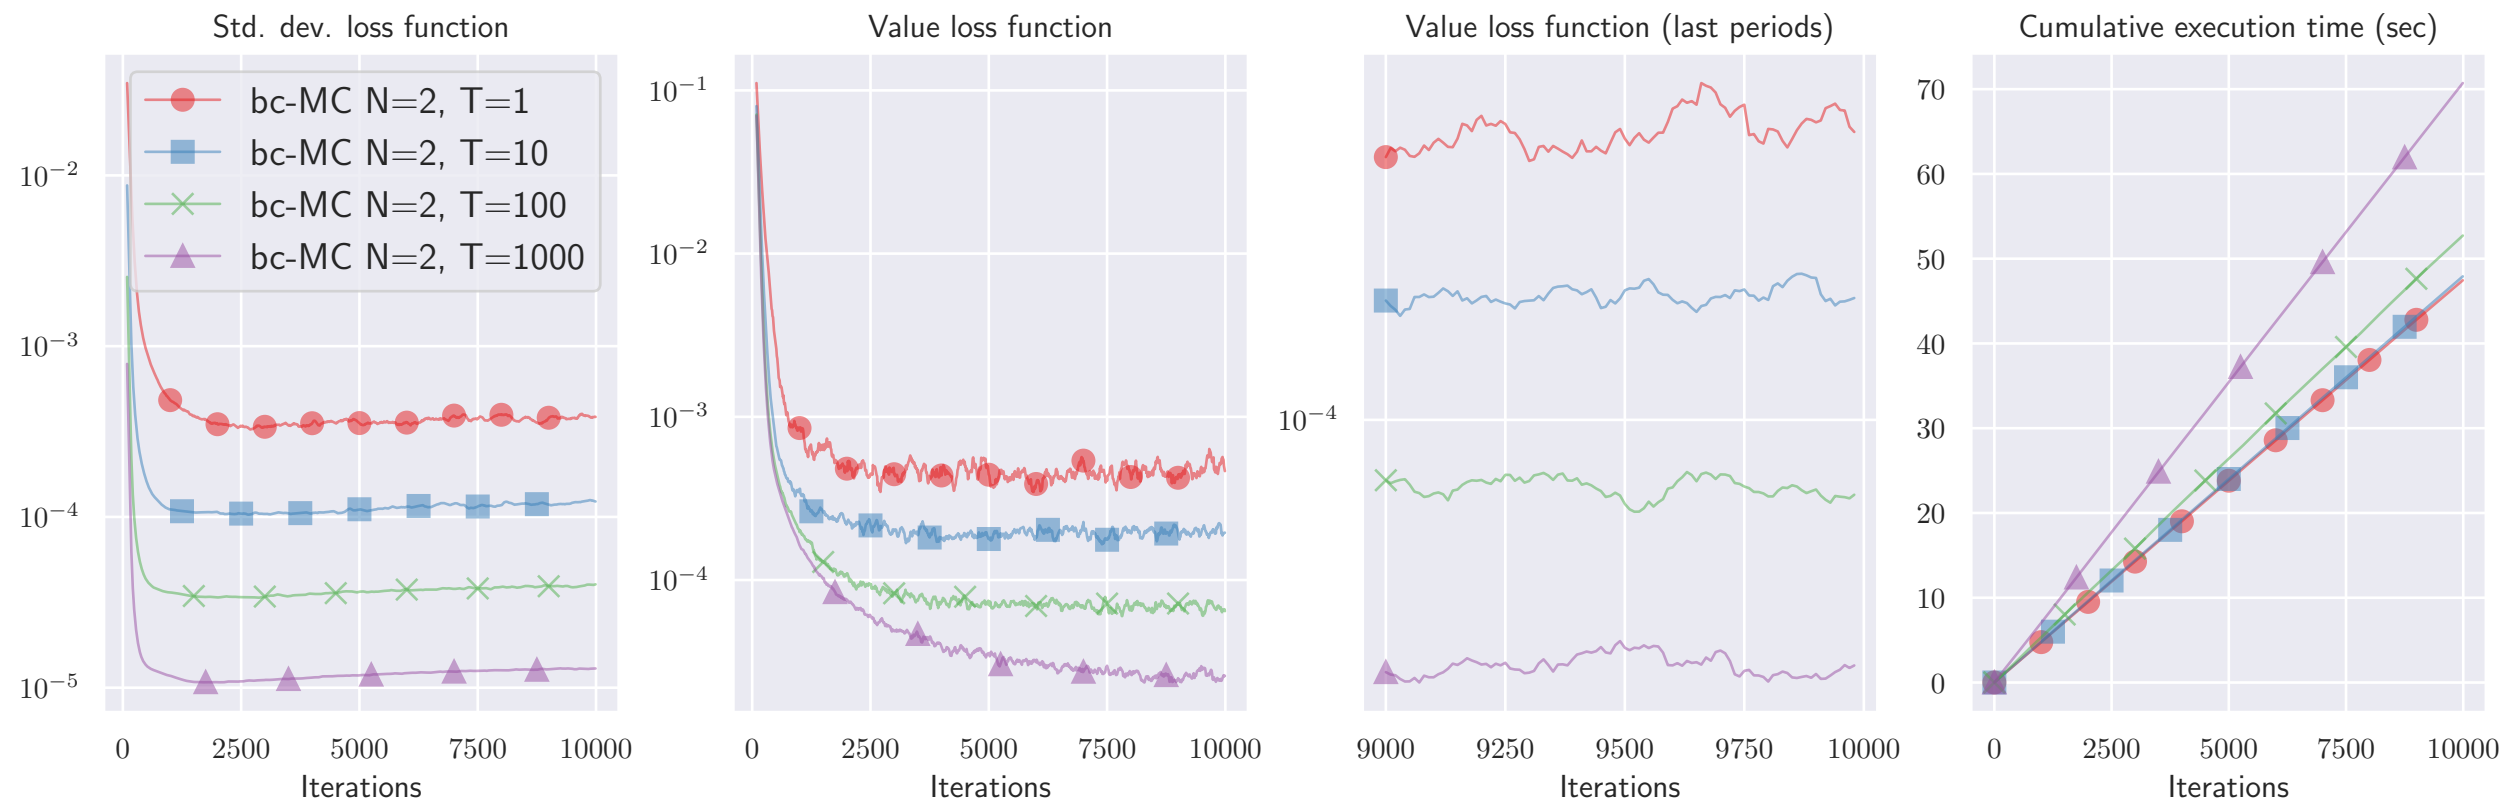 Std. dev. loss function
10⁻²
10⁻³
10⁻⁴
10⁻⁵
bc-MC N=2, T=1
bc-MC N=2, T=10
bc-MC N=2, T=100
bc-MC N=2, T=1000
0 2500 5000 7500 10000
Iterations
Value loss function
10⁻¹
10⁻²
10⁻³
10⁻⁴
0 2500 5000 7500 10000
Iterations
Value loss function (last periods)
10⁻⁴
9000 9250 9500 9750 10000
Iterations
Cumulative execution time (sec)
70
60
50
40
30
20
10
0
0 2500 5000 7500 10000
Iterations